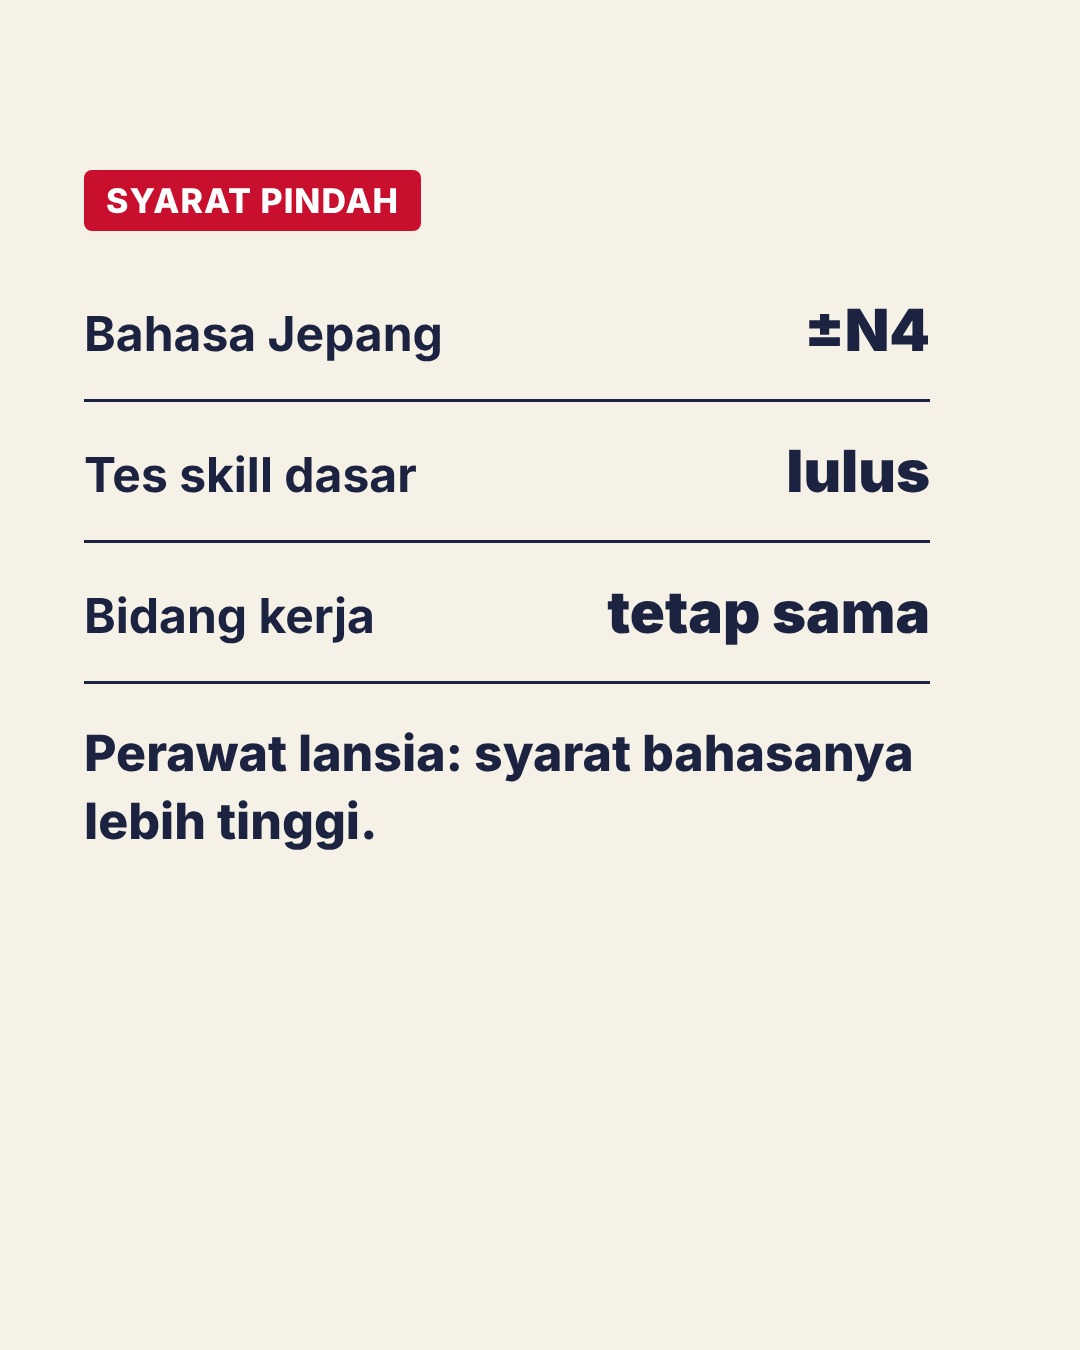 SYARAT PINDAH
Bahasa Jepang ±N4
Tes skill dasar lulus
Bidang kerja tetap sama
Perawat lansia: syarat bahasanya
lebih tinggi.